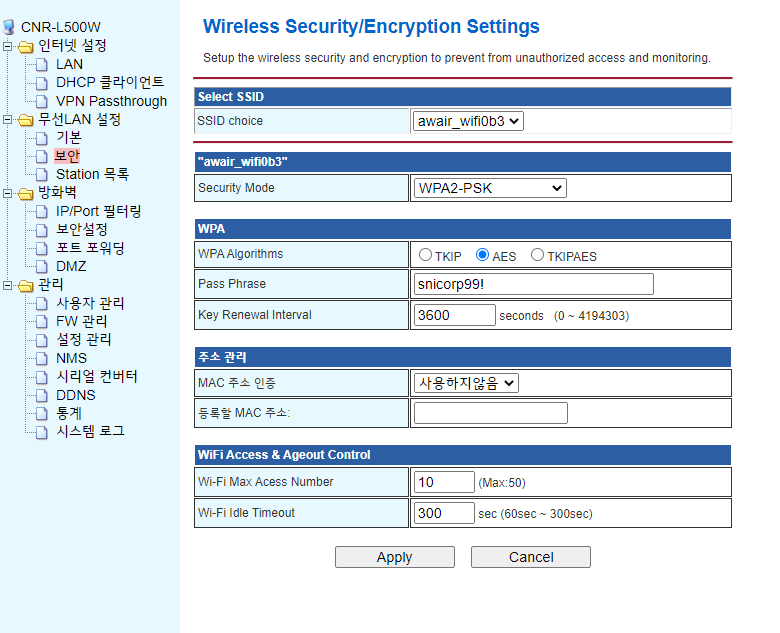 CNR-L500W
인터넷 설정
LAN
DHCP 클라이언트
VPN Passthrough
무선LAN 설정
기본
보안
Station 목록
방화벽
IP/Port 필터링
보안설정
포트 포워딩
DMZ
관리
사용자 관리
FW 관리
설정 관리
NMS
시리얼 컨버터
DDNS
통계
시스템 로그
Wireless Security/Encryption Settings
Setup the wireless security and encryption to prevent from unauthorized access and monitoring.
Select SSID
SSID choice awair_wifi0b3
"awair_wifi0b3"
Security Mode WPA2-PSK
WPA
WPA Algorithms TKIP AES TKIPAES
Pass Phrase snicorp99!
Key Renewal Interval 3600 seconds (0 ~ 4194303)
주소 관리
MAC 주소 인증 사용하지않음
등록할 MAC 주소:
WiFi Access & Ageout Control
Wi-Fi Max Acess Number 10 (Max:50)
Wi-Fi Idle Timeout 300 sec (60sec ~ 300sec)
Apply Cancel